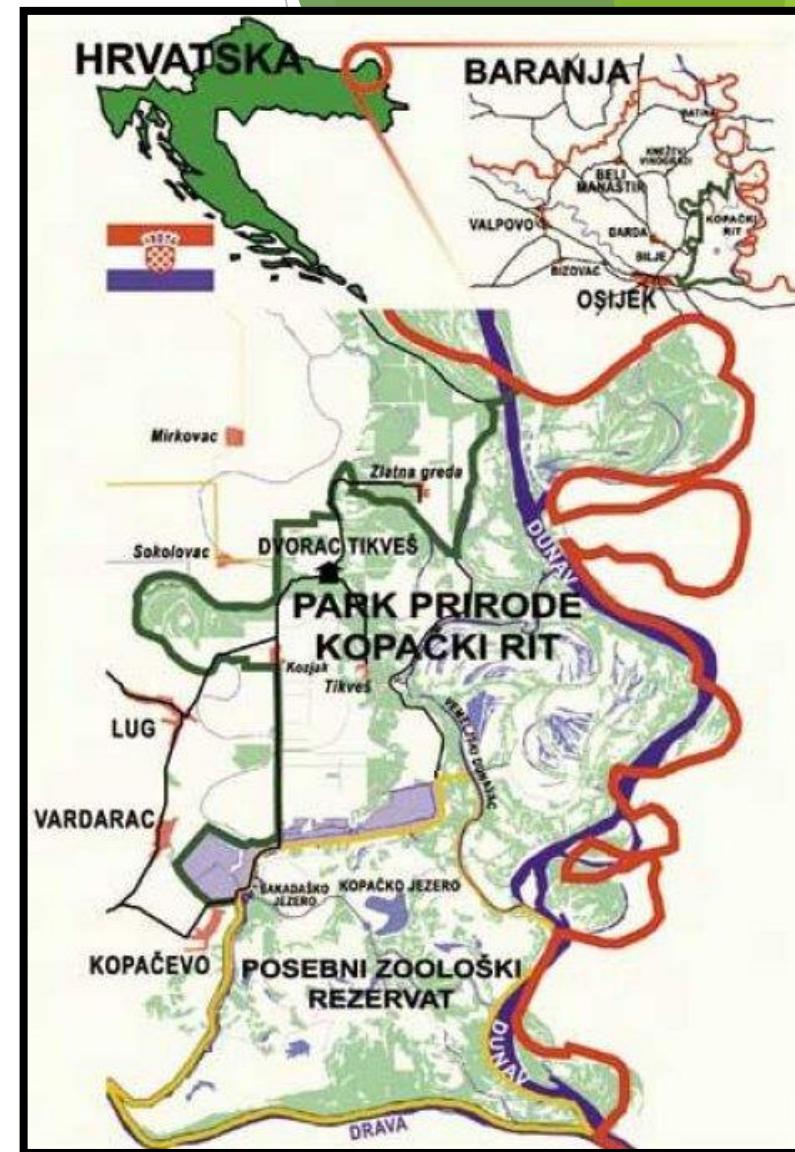 HRVATSKA
BARANJA
BATINA
KNEŽEVI
VINOGRADI
BELI
MANASTIR
VALPOVO
DARDA
KOPAČKI
RIT
BILJE
BIZOVAC
OSIJEK
Mirkovac
Zlatna greda
DUNAV
Sokolovac
DVORAC TIKVEŠ
PARK PRIRODE
KOPAČKI RIT
Kozjak
Tikveš
LUG
VEMELJSKI DUNAVAC
VARDARAC
SAKADAŠKO
JEZERO
KOPAČKO JEZERO
KOPAČEVO
POSEBNI ZOOLOŠKI
REZERVAT
DUNAV
DRAVA